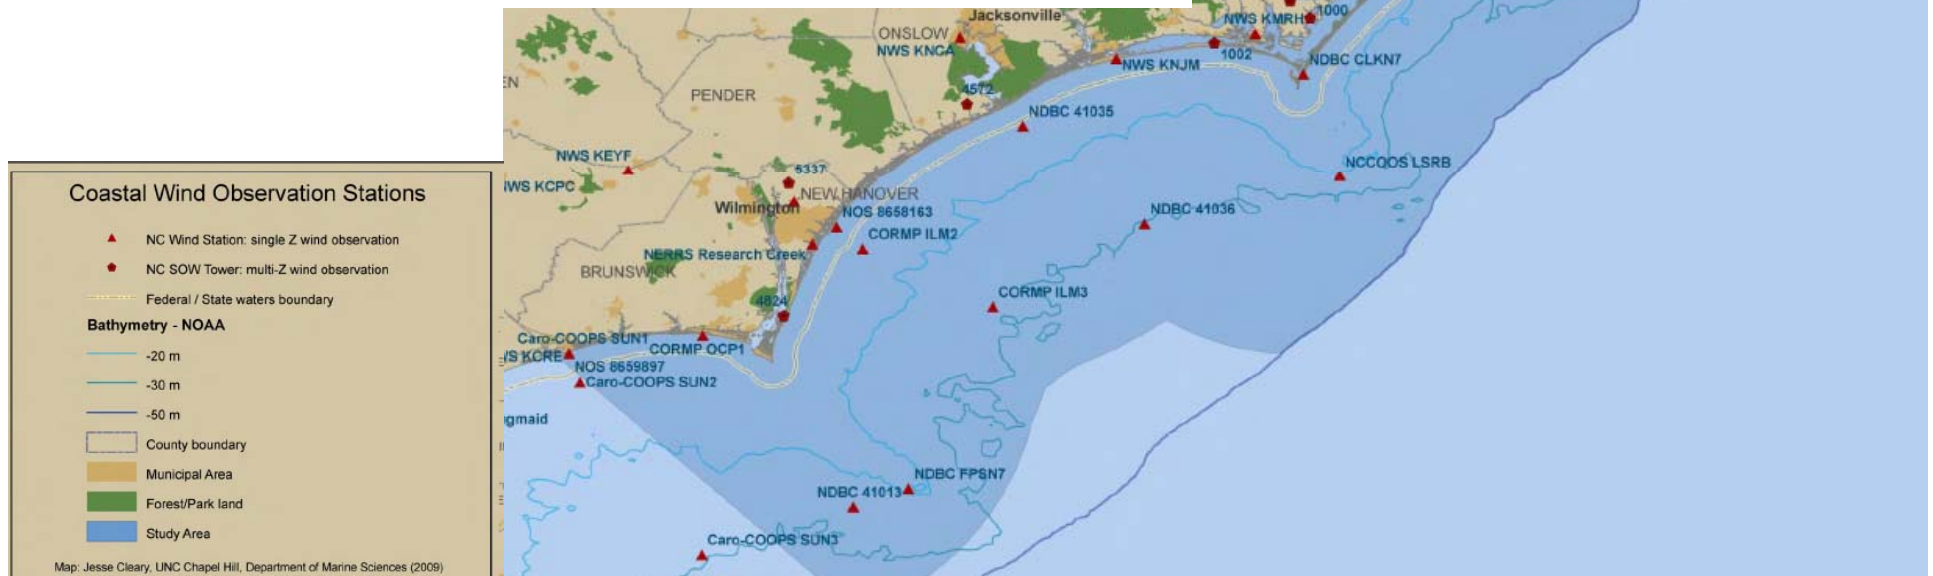 Coastal Wind Observation Stations
NC Wind Station: single Z wind observation
NC SOW Tower: multi-Z wind observation
Federal / State waters boundary
Bathymetry - NOAA
-20 m
-30 m
-50 m
County boundary
Municipal Area
Forest/Park land
Study Area
Map: Jesse Cleary, UNC Chapel Hill, Department of Marine Sciences (2009)
Jacksonville
NWS KMRH
1000
ONSLOW
NWS KNCA
1002
NDBC CLKN7
NWS KNJM
EN
PENDER
4572
NDBC 41035
NWS KEYF
NCCOOS LSRB
5337
WS KCPC
NEW HANOVER
Wilmington
NOS 8658163
NDBC 41036
CORMP ILM2
NERRS Research Creek
BRUNSWICK
CORMP ILM3
4824
Caro-COOPS SUN1
CORMP OCP1
/S KCRE
NOS 8659897
Caro-COOPS SUN2
gmaid
NDBC FPSN7
NDBC 41013
Caro-COOPS SUN3